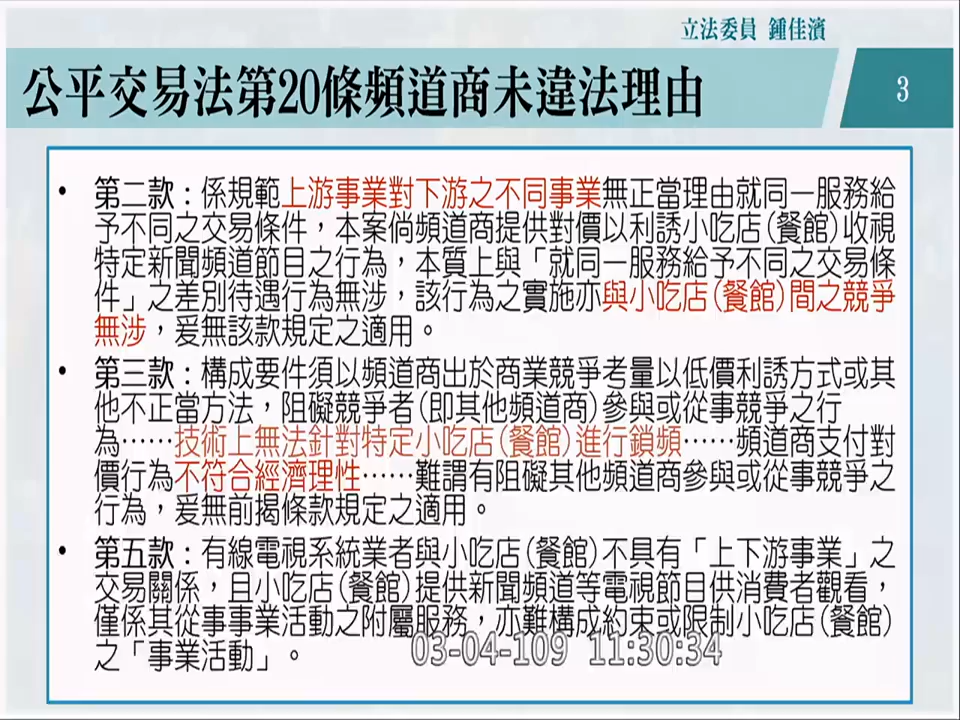 立法委員 鍾佳濱
公平交易法第20條頻道商未違法理由
3
• 第二款：係規範上游事業對下游之不同事業無正當理由就同一服務給
予不同之交易條件，本案倘頻道商提供對價以利誘小吃店(餐館)收視
特定新聞頻道節目之行為，本質上與「就同一服務給予不同之交易條
件」之差別待遇行為無涉，該行為之實施亦與小吃店(餐館)間之競爭
無涉，爰無該款規定之適用。
• 第三款：構成要件須以頻道商出於商業競爭考量以低價利誘方式或其
他不正當方法，阻礙競爭者(即其他頻道商)參與或從事競爭之行
為……技術上無法針對特定小吃店(餐館)進行鎖頻……頻道商支付對
價行為不符合經濟理性……難謂有阻礙其他頻道商參與或從事競爭之
行為，爰無前揭條款規定之適用。
• 第五款：有線電視系統業者與小吃店(餐館)不具有「上下游事業」之
交易關係，且小吃店(餐館)提供新聞頻道等電視節目供消費者觀看，
僅係其從事事業活動之附屬服務，亦難構成約束或限制小吃店(餐館)
之「事業活動」。
03-04-109 11:30:34